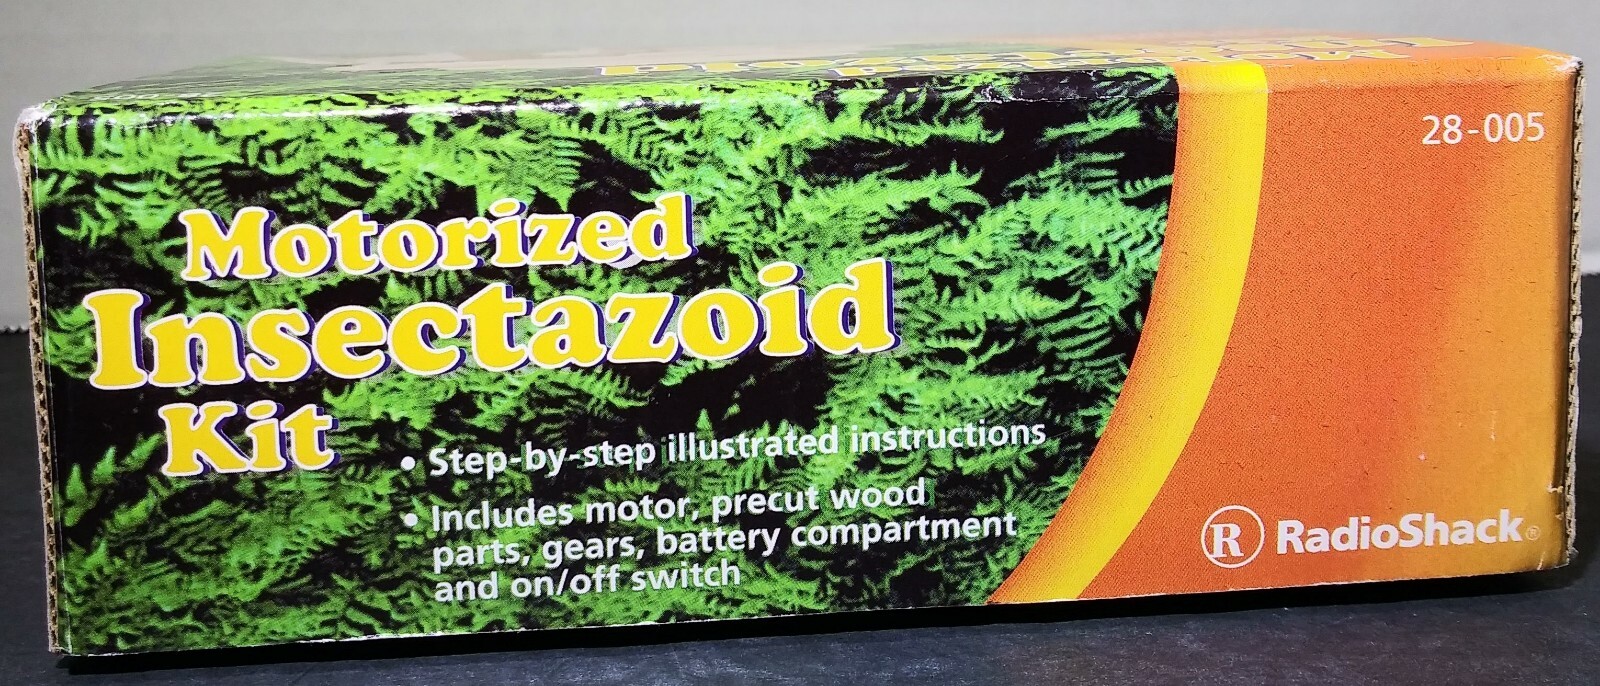 28-005
Motorized
Insectazoid
Kit
• Step-by-step illustrated instructions
• Includes motor, precut wood
parts, gears, battery compartment
and on/off switch
R RadioShack®